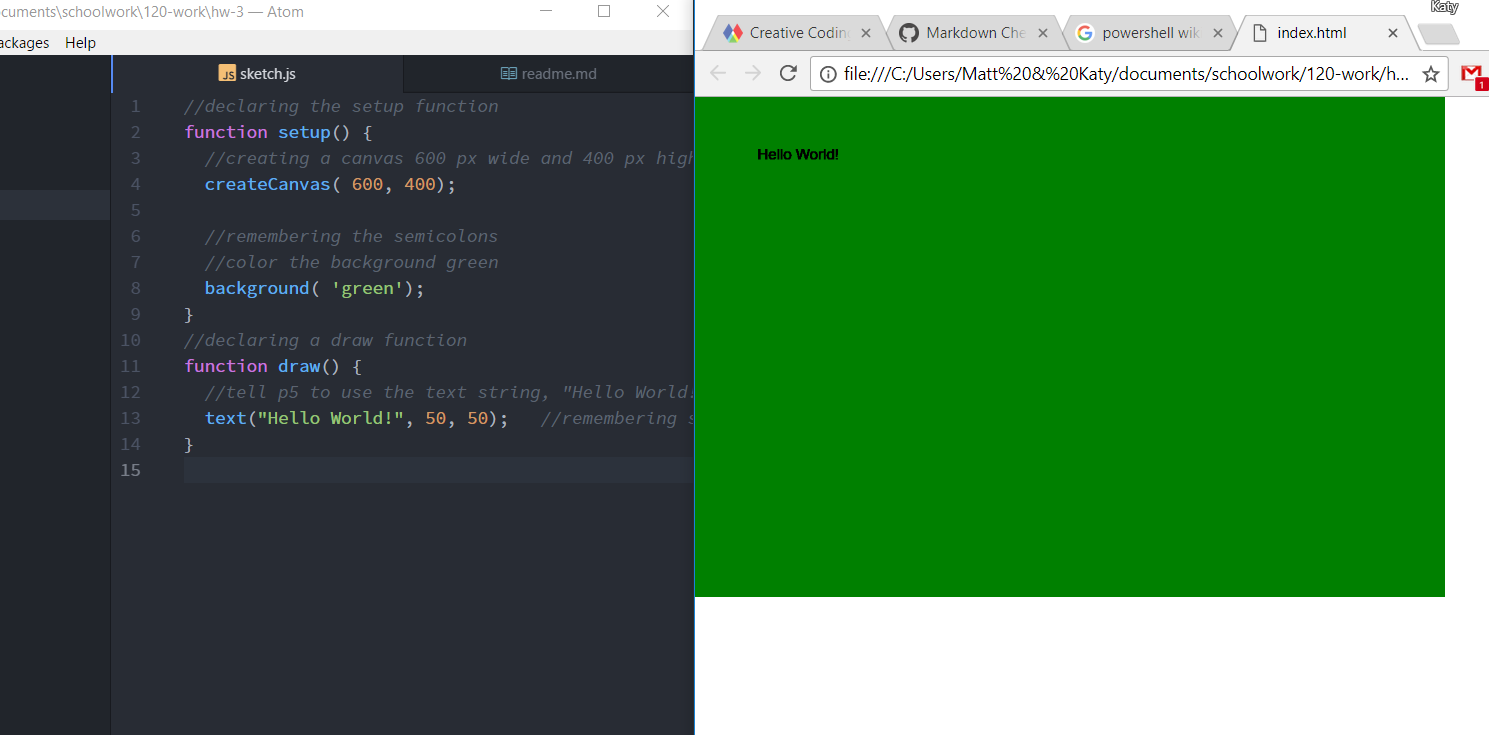 cuments\schoolwork\120-work\hw-3 — Atom
ackages Help
sketch.js
readme.md
1 //declaring the setup function
2 function setup() {
3 //creating a canvas 600 px wide and 400 px high
4 createCanvas( 600, 400);
5
6 //remembering the semicolons
7 //color the background green
8 background( 'green');
9 }
10 //declaring a draw function
11 function draw() {
12 //tell p5 to use the text string, "Hello World!
13 text("Hello World!", 50, 50); //remembering s
14 }
15
Katy
Creative Coding
Markdown Che
powershell wik
index.html
file:///C:/Users/Matt%20&%20Katy/documents/schoolwork/120-work/h...
1
Hello World!